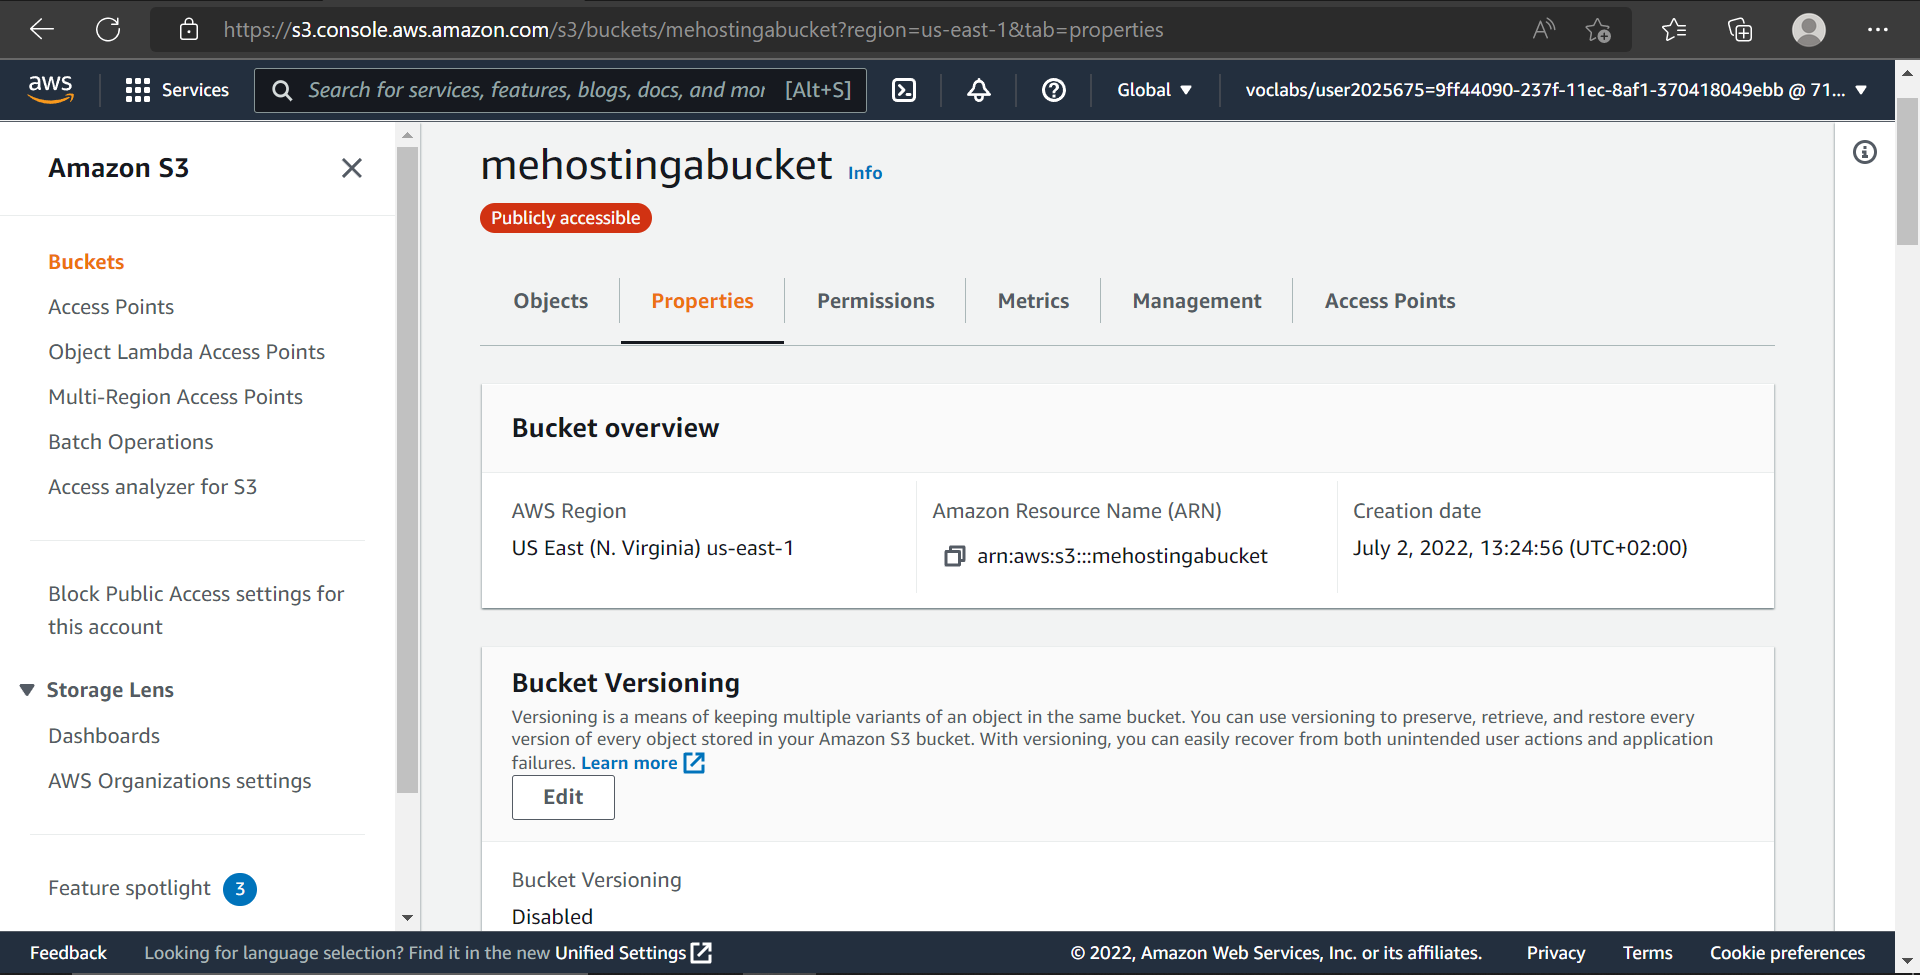 https://s3.console.aws.amazon.com/s3/buckets/mehostingabucket?region=us-east-1&tab=properties
aws
Services
Search for services, features, blogs, docs, and mor
[Alt+S]
Global
voclabs/user2025675=9ff44090-237f-11ec-8af1-370418049ebb @ 71...
Amazon S3
Buckets
Access Points
Object Lambda Access Points
Multi-Region Access Points
Batch Operations
Access analyzer for S3
Block Public Access settings for
this account
Storage Lens
Dashboards
AWS Organizations settings
Feature spotlight 3
mehostingabucket Info
Publicly accessible
Objects
Properties
Permissions
Metrics
Management
Access Points
Bucket overview
AWS Region
US East (N. Virginia) us-east-1
Amazon Resource Name (ARN)
arn:aws:s3:::mehostingabucket
Creation date
July 2, 2022, 13:24:56 (UTC+02:00)
Bucket Versioning
Versioning is a means of keeping multiple variants of an object in the same bucket. You can use versioning to preserve, retrieve, and restore every
version of every object stored in your Amazon S3 bucket. With versioning, you can easily recover from both unintended user actions and application
failures. Learn more
Edit
Bucket Versioning
Disabled
Feedback
Looking for language selection? Find it in the new Unified Settings
© 2022, Amazon Web Services, Inc. or its affiliates.
Privacy
Terms
Cookie preferences